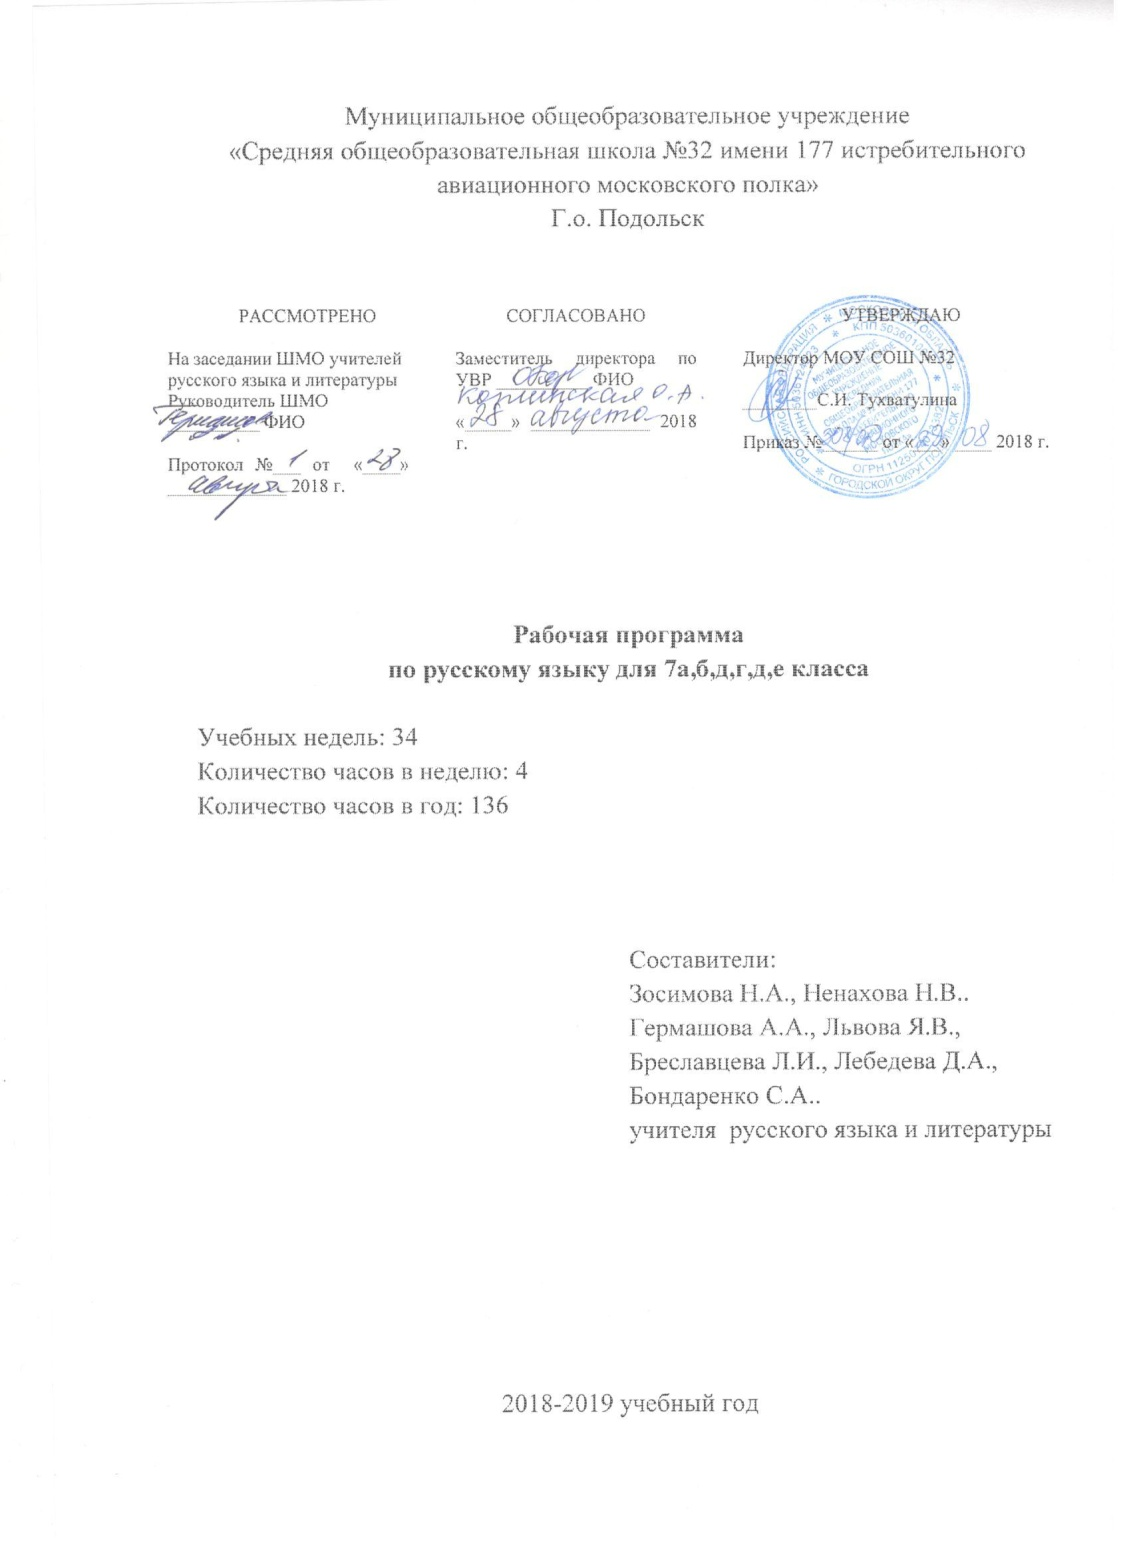 Муниципальное общеобразовательное учреждение
«Средняя общеобразовательная школа №32 имени 177 истребительного
авиационного московского полка»
Г.о. Подольск
РАССМОТРЕНО
На заседании ШМО учителей
русского языка и литературы
Руководитель ШМО
ФИО
Протокол № 1 от «28»
августа 2018 г.
СОГЛАСОВАНО
Заместитель директора по
УВР ФИО
О.А.
«28» августа 2018
г.
УТВЕРЖДАЮ
Директор МОУ СОШ №32
С.И. Тухватулина
Приказ № от «29» 08 2018 г.
ГОРОДСКОЙ ОКРУГ ПОДОЛЬСК
Рабочая программа
по русскому языку для 7а,б,д,г,д,е класса
Учебных недель: 34
Количество часов в неделю: 4
Количество часов в год: 136
Составители:
Зосимова Н.А., Ненахова Н.В..
Гермашова А.А., Львова Я.В.,
Бреславцева Л.И., Лебедева Д.А.,
Бондаренко С.А..
учителя русского языка и литературы
2018-2019 учебный год